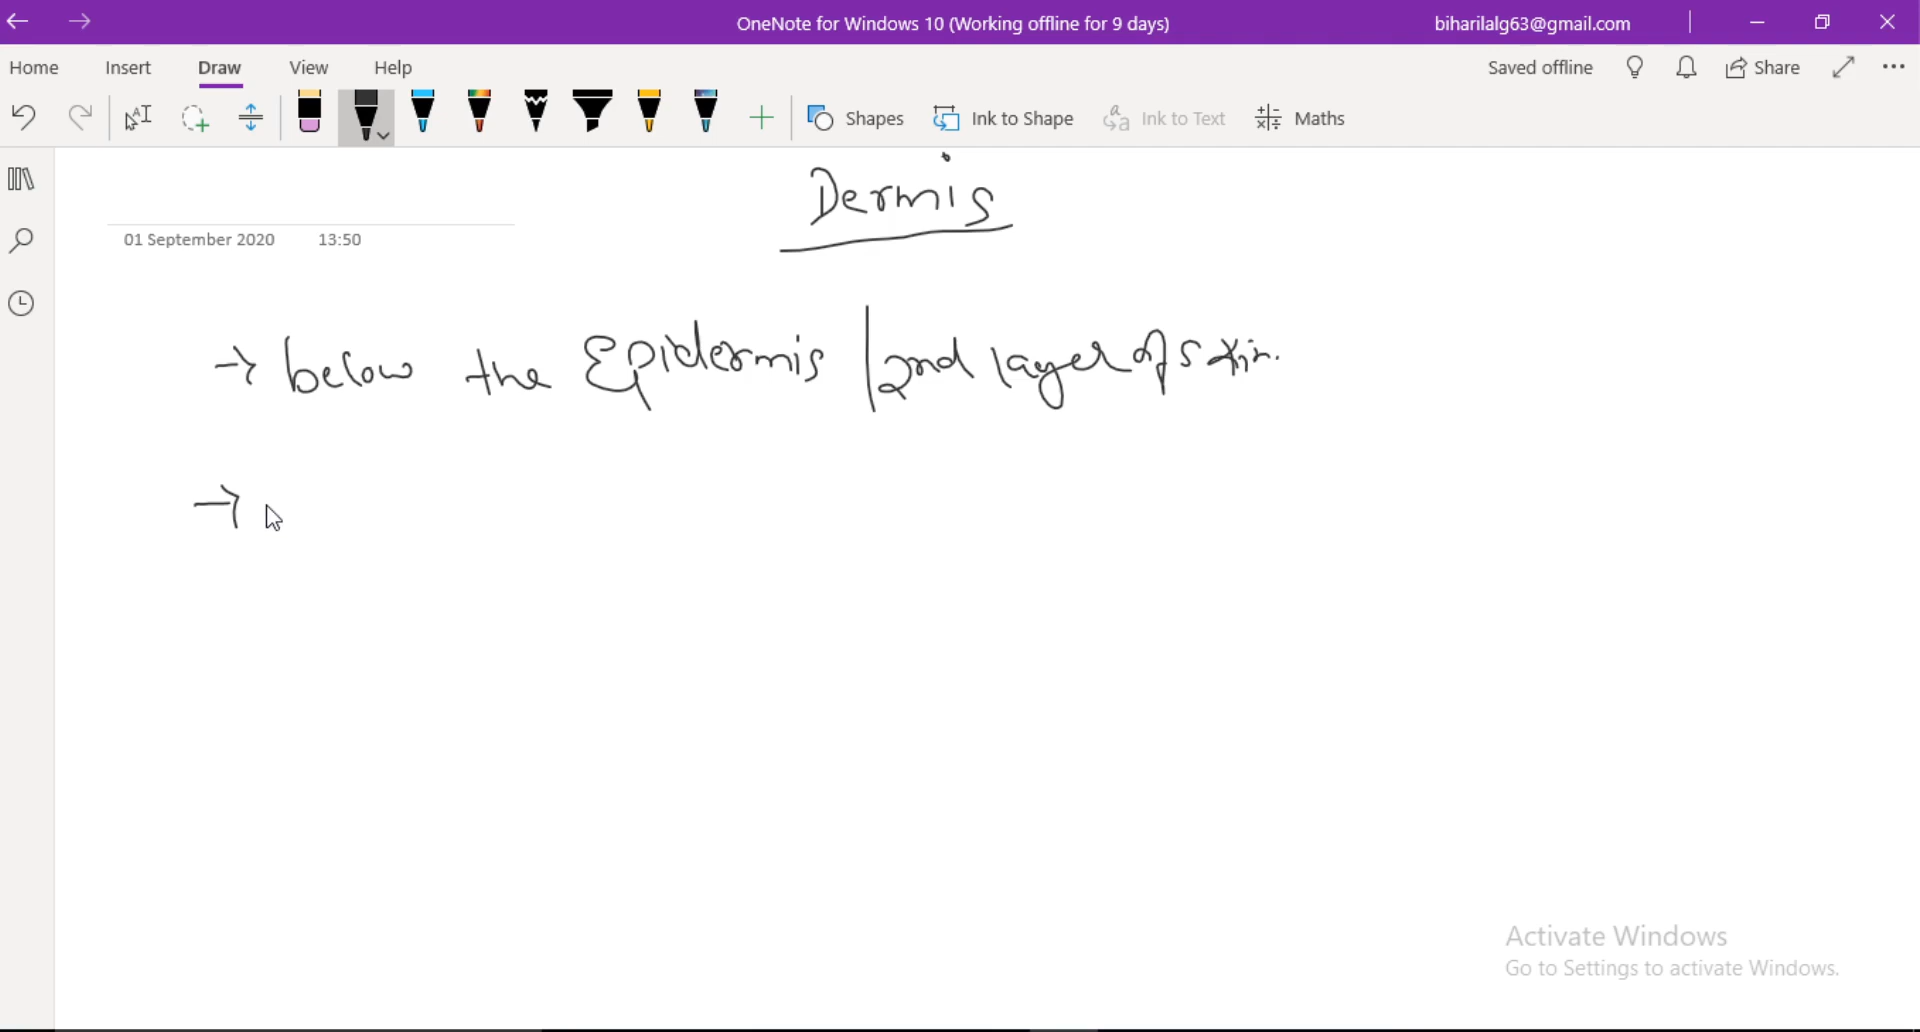 OneNote for Windows 10 (Working offline for 9 days)
biharilalg63@gmail.com
Home Insert Draw View Help
Saved offline Share
Shapes Ink to Shape Ink to Text Maths
Dermis
01 September 2020 13:50
→ below the Epidermis | 2nd layer of skin.
→
Activate Windows
Go to Settings to activate Windows.